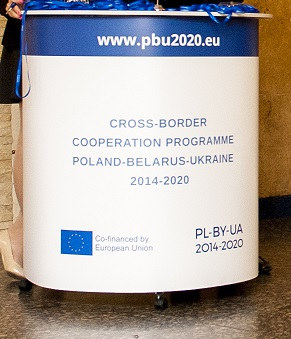 www.pbu2020.eu
CROSS-BORDER
COOPERATION PROGRAMME
POLAND-BELARUS-UKRAINE
2014-2020
Co-financed by
European Union
PL-BY-UA
2014-2020